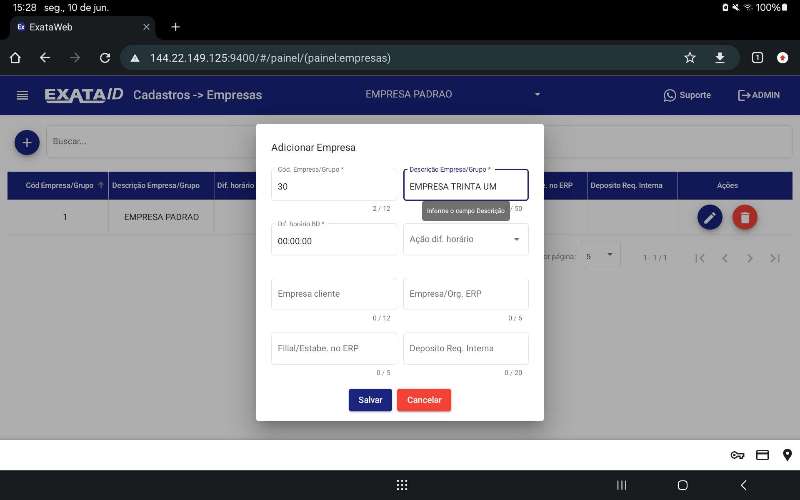 15:28 seg., 10 de jun.
100%
Ex ExataWeb
144.22.149.125:9400/#/painel/(painel:empresas)
1
EXATAID Cadastros -> Empresas
EMPRESA PADRAO
Suporte
ADMIN
Buscar...
Cód Empresa/Grupo
Descrição Empresa/Grupo
Dif. horário
no ERP
Deposito Req. Interna
Ações
1
EMPRESA PADRAO
página:
5
1 - 1 / 1
Adicionar Empresa
Cód. Empresa/Grupo *
30
2 / 12
Descrição Empresa/Grupo *
EMPRESA TRINTA UM
/ 50
Informe o campo Descrição
Dif. horário BD *
00:00:00
Ação dif. horário
Empresa cliente
0 / 12
Empresa/Org. ERP
0 / 5
Filial/Estabe. no ERP
0 / 5
Deposito Req. Interna
0 / 20
Salvar
Cancelar